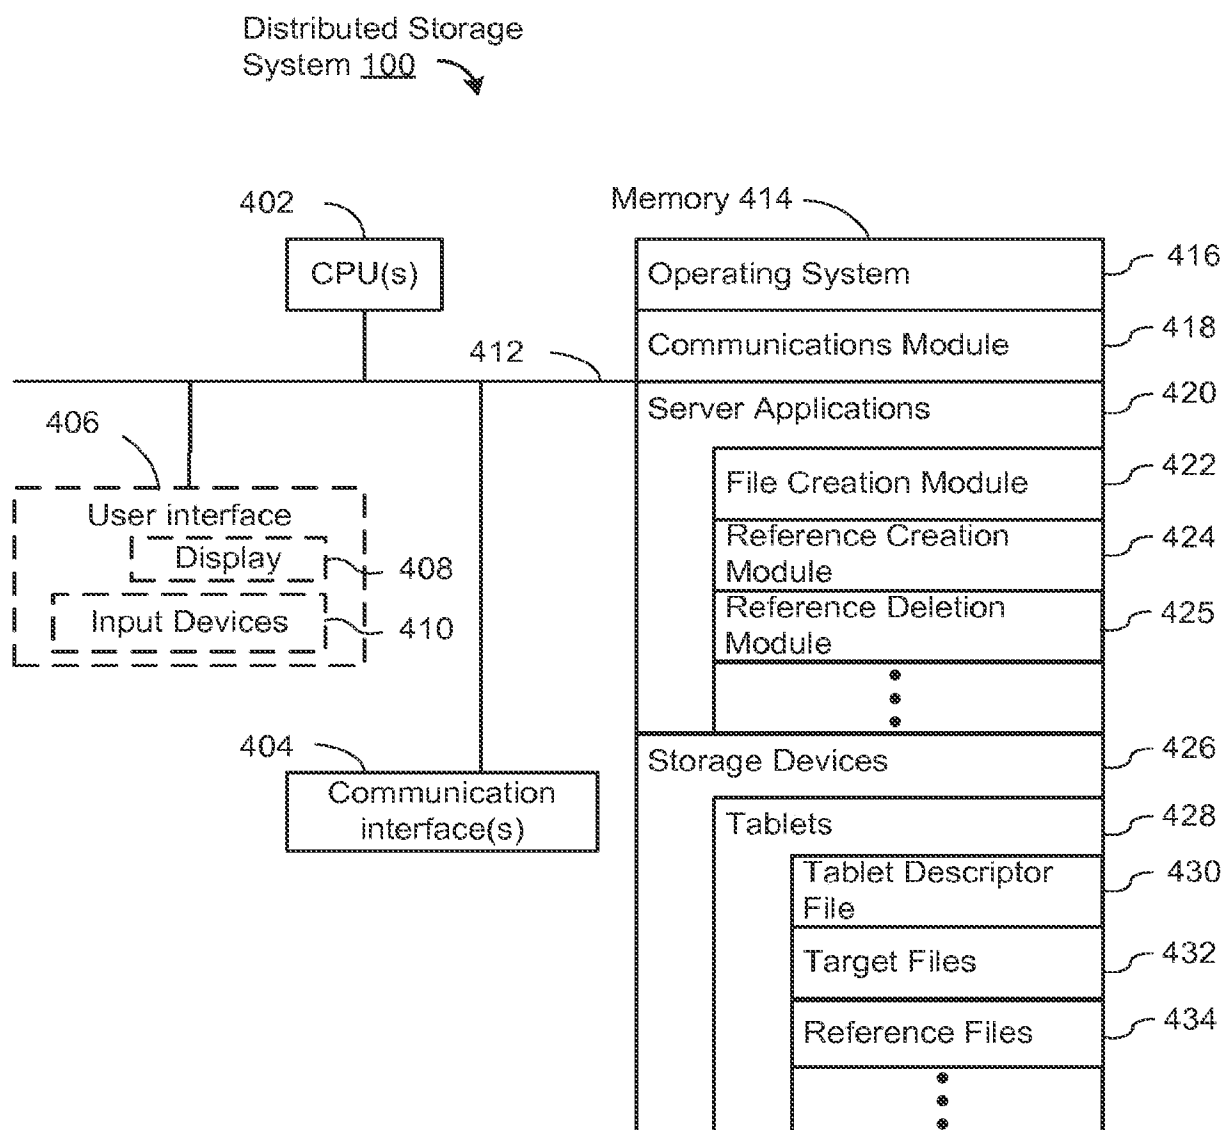 Distributed Storage
System 100
402
CPU(s)
412
406
User interface
Display
408
Input Devices
410
404
Communication
interface(s)
Memory 414
Operating System
416
Communications Module
418
Server Applications
420
File Creation Module
422
Reference Creation
Module
424
Reference Deletion
Module
425
Storage Devices
426
Tablets
428
Tablet Descriptor
File
430
Target Files
432
Reference Files
434